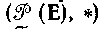 (𝒫 (E), *)